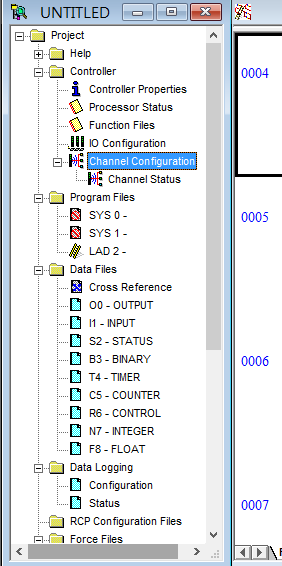 UNTITLED
Project
Help
Controller
Controller Properties
Processor Status
Function Files
IO Configuration
Channel Configuration
Channel Status
Program Files
SYS 0 -
SYS 1 -
LAD 2 -
Data Files
Cross Reference
O0 - OUTPUT
I1 - INPUT
S2 - STATUS
B3 - BINARY
T4 - TIMER
C5 - COUNTER
R6 - CONTROL
N7 - INTEGER
F8 - FLOAT
Data Logging
Configuration
Status
RCP Configuration Files
Force Files
0004
0005
0006
0007